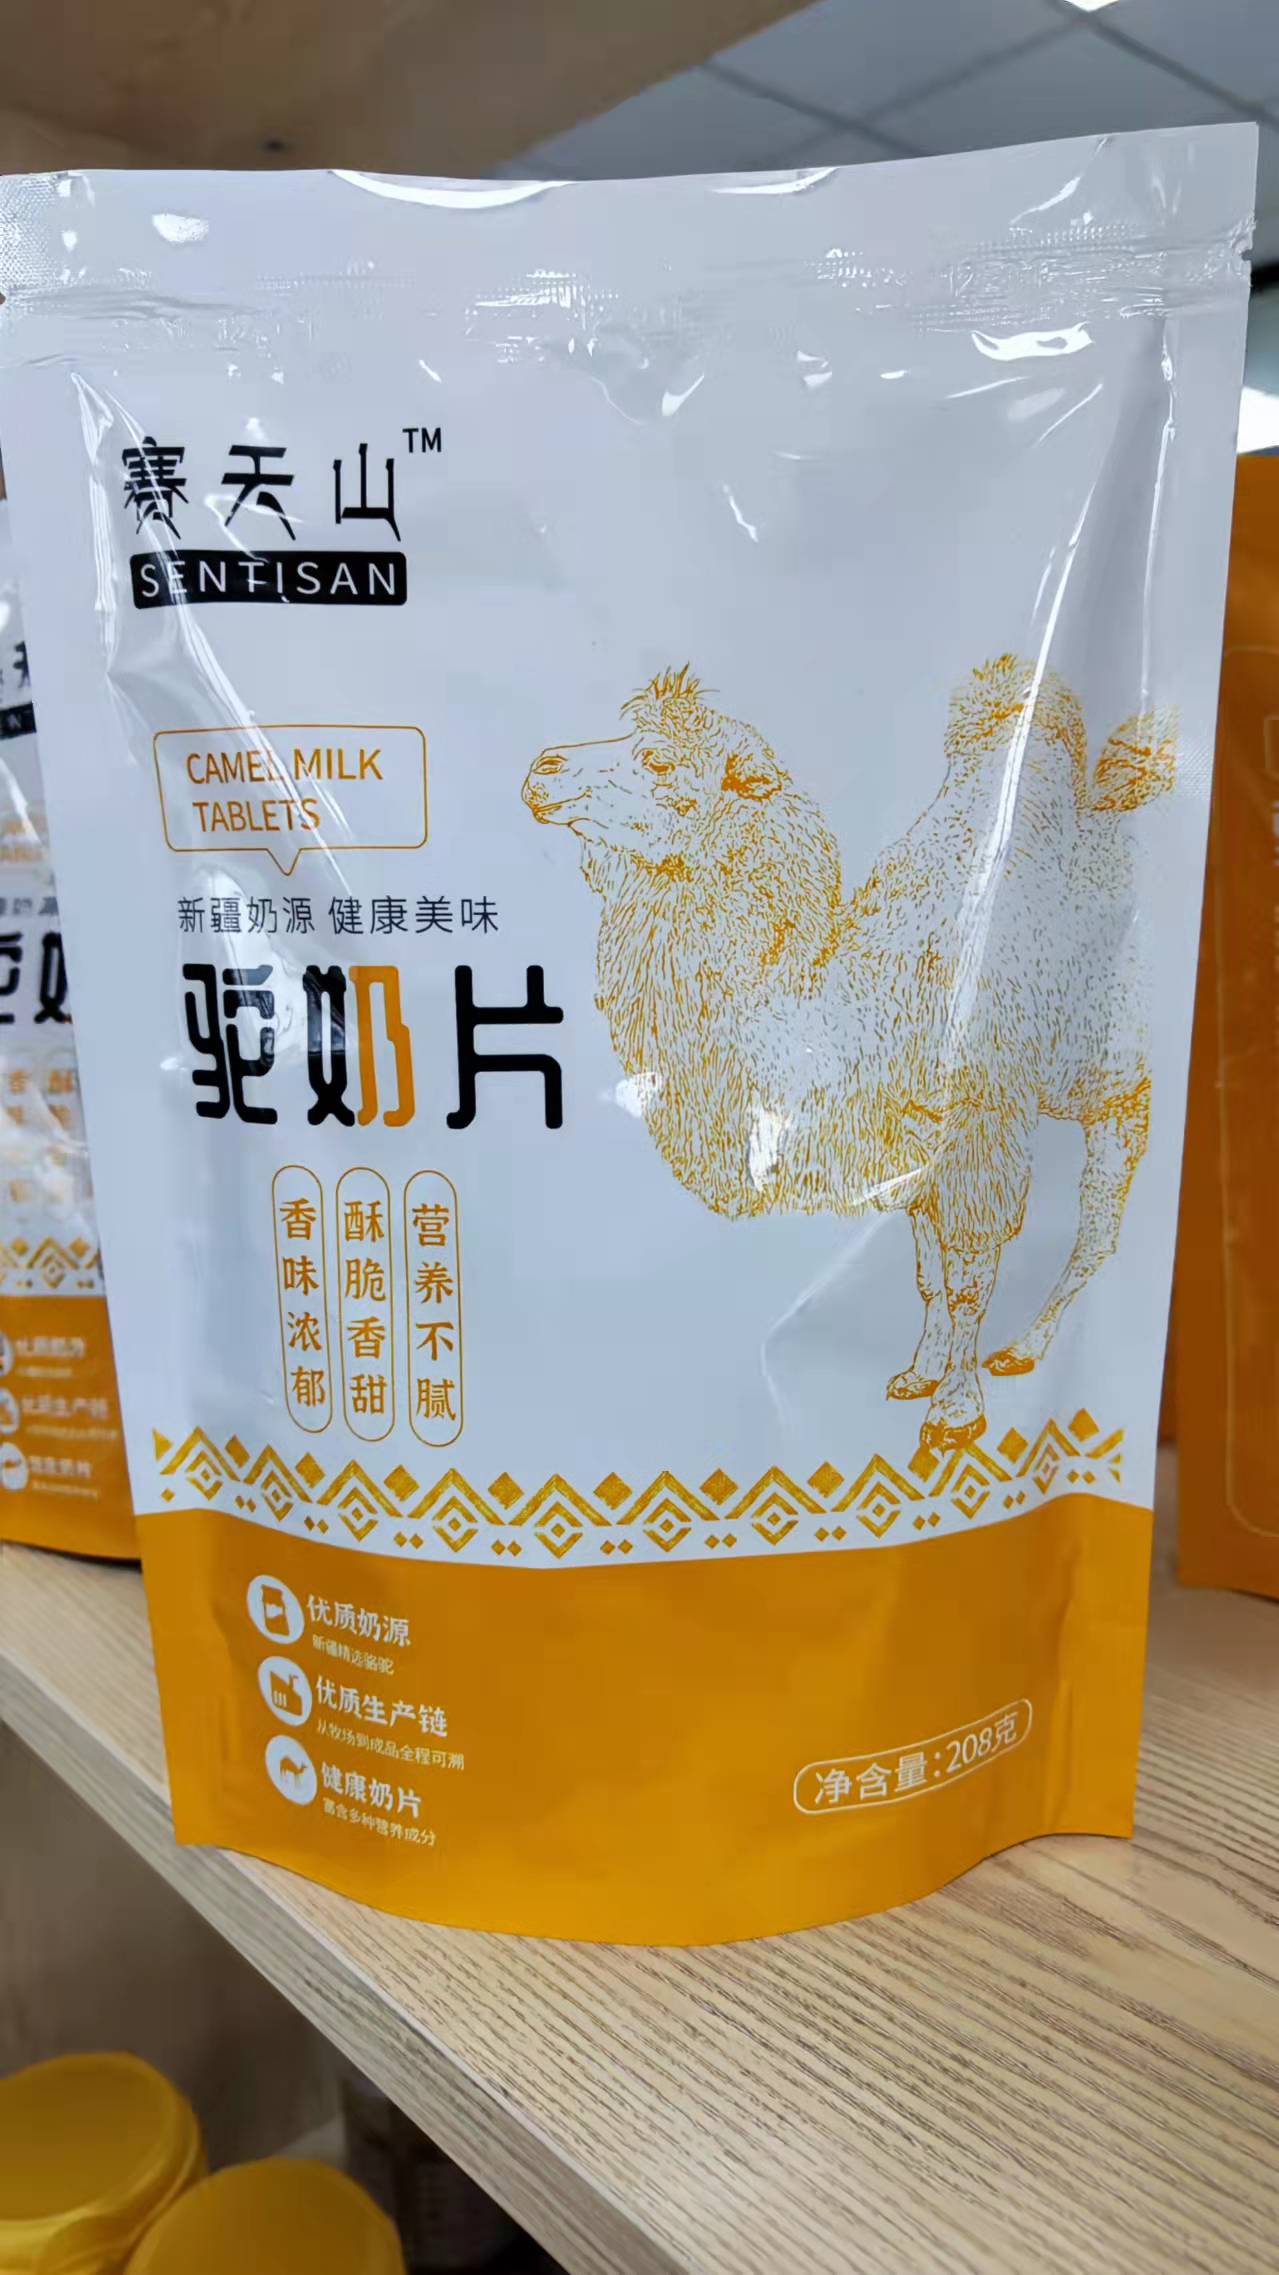 赛天山™
SENTISAN
CAMEL MILK
TABLETS
新疆奶源 健康美味
驼奶片
香味浓郁
酥脆香甜
营养不腻
优质奶源
新疆精选骆驼
优质生产链
从牧场到成品全程可溯
健康奶片
富含多种营养成分
净含量:208克